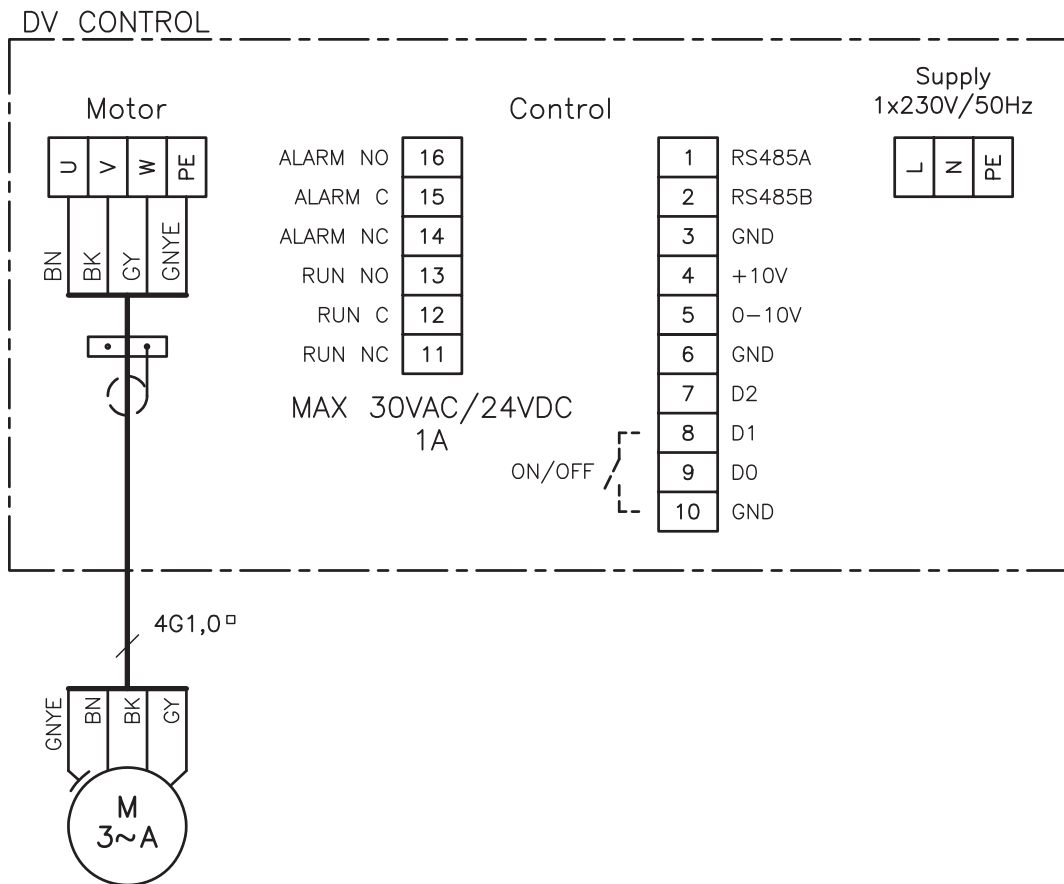 DV CONTROL
Motor
Control
Supply
1x230V/50Hz
U V W PE
BN BK GY GNYE
ALARM NO 16
ALARM C 15
ALARM NC 14
RUN NO 13
RUN C 12
RUN NC 11
MAX 30VAC/24VDC
1A
1 RS485A
2 RS485B
3 GND
4 +10V
5 0-10V
6 GND
7 D2
8 D1
9 D0
10 GND
ON/OFF
L N PE
4G1,0□
GNYE BN BK GY
M
3~A